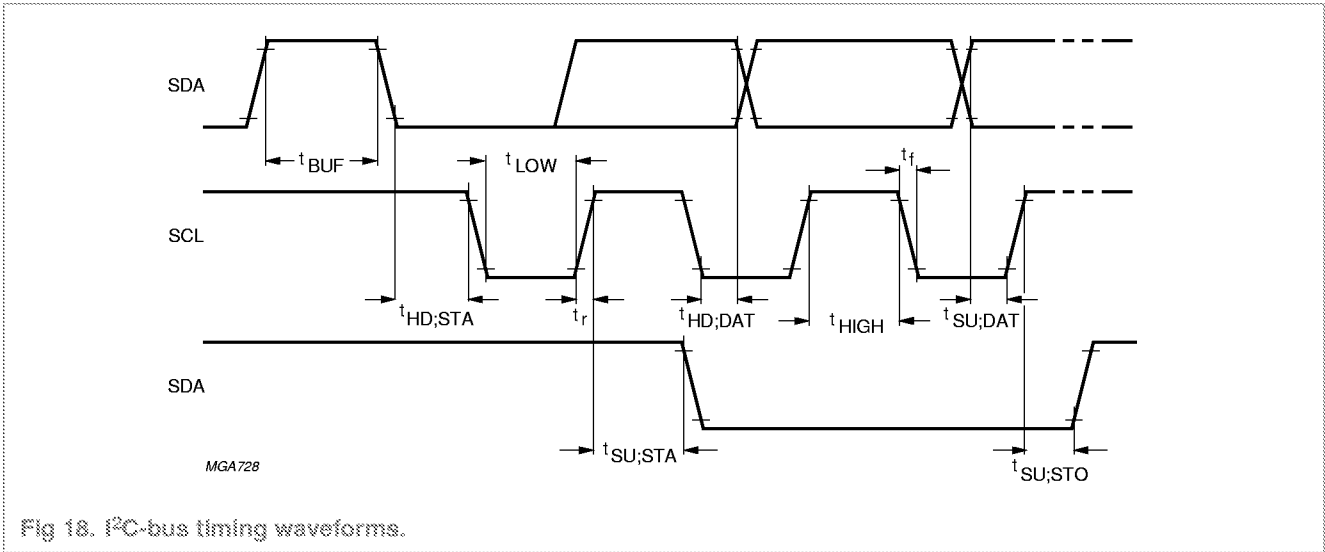 SDA
t BUF
t LOW
t f
SCL
t HD;STA
t r
t HD;DAT
t HIGH
t SU;DAT
SDA
t SU;STA
t SU;STO
MGA728
Fig 18. I²C-bus timing waveforms.